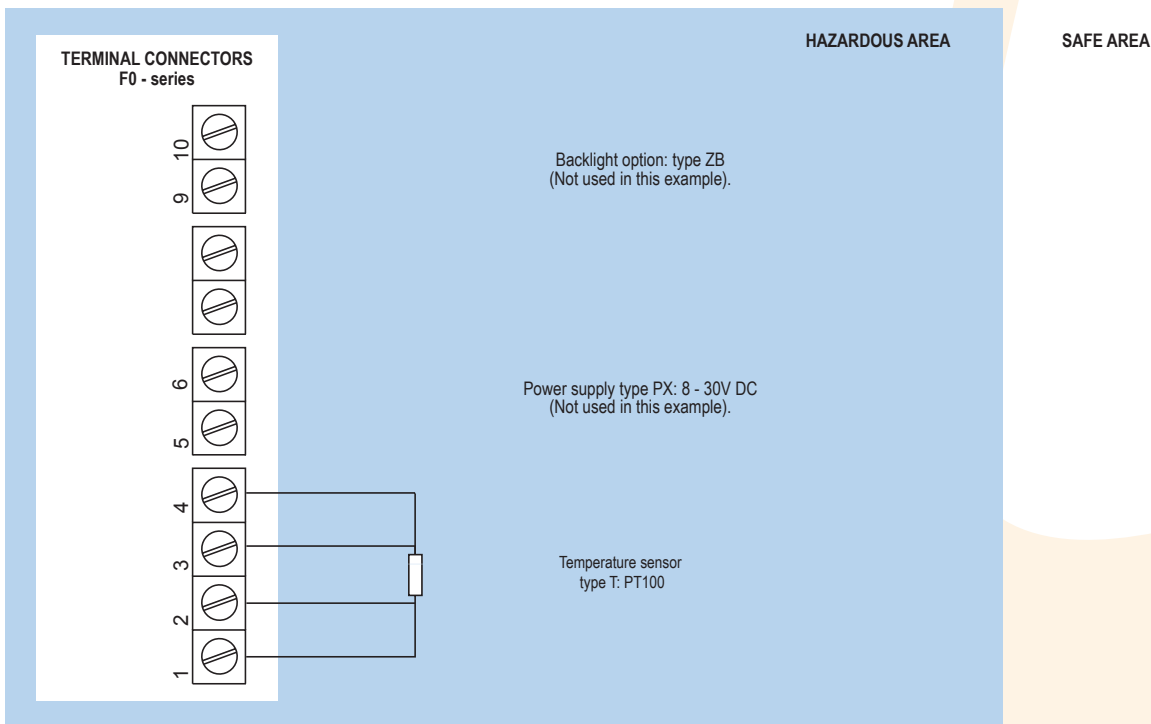 HAZARDOUS AREA
SAFE AREA
TERMINAL CONNECTORS
F0 - series
10
9
Backlight option: type ZB
(Not used in this example).
6
5
Power supply type PX: 8 - 30V DC
(Not used in this example).
4
3
2
1
Temperature sensor
type T: PT100